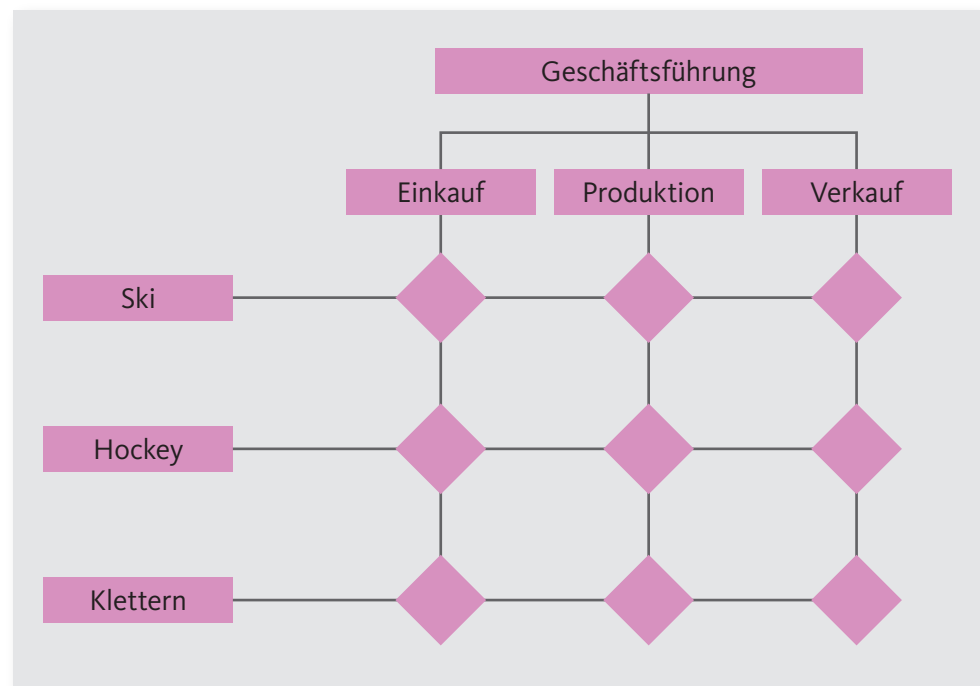 Geschäftsführung
Einkauf
Produktion
Verkauf
Ski
Hockey
Klettern